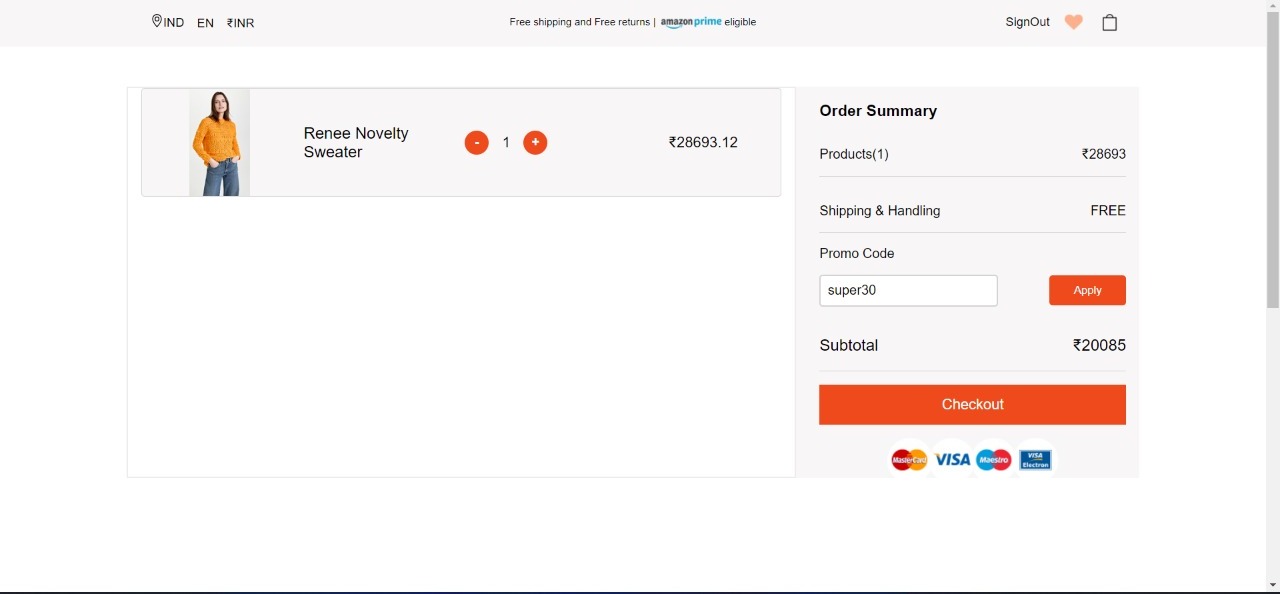 IND EN ₹INR Free shipping and Free returns | amazon prime eligible SignOut
Renee Novelty
Sweater
- 1 +
₹28693.12
Order Summary
Products(1) ₹28693
Shipping & Handling FREE
Promo Code
super30 Apply
Subtotal ₹20085
Checkout
MasterCard VISA Maestro VISA
Electron